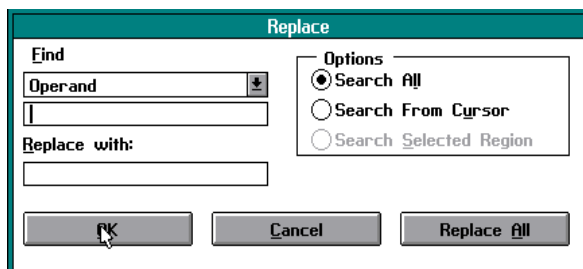 Replace
Find
Operand
Replace with:
Options
Search All
Search From Cursor
Search Selected Region
OK
Cancel
Replace All